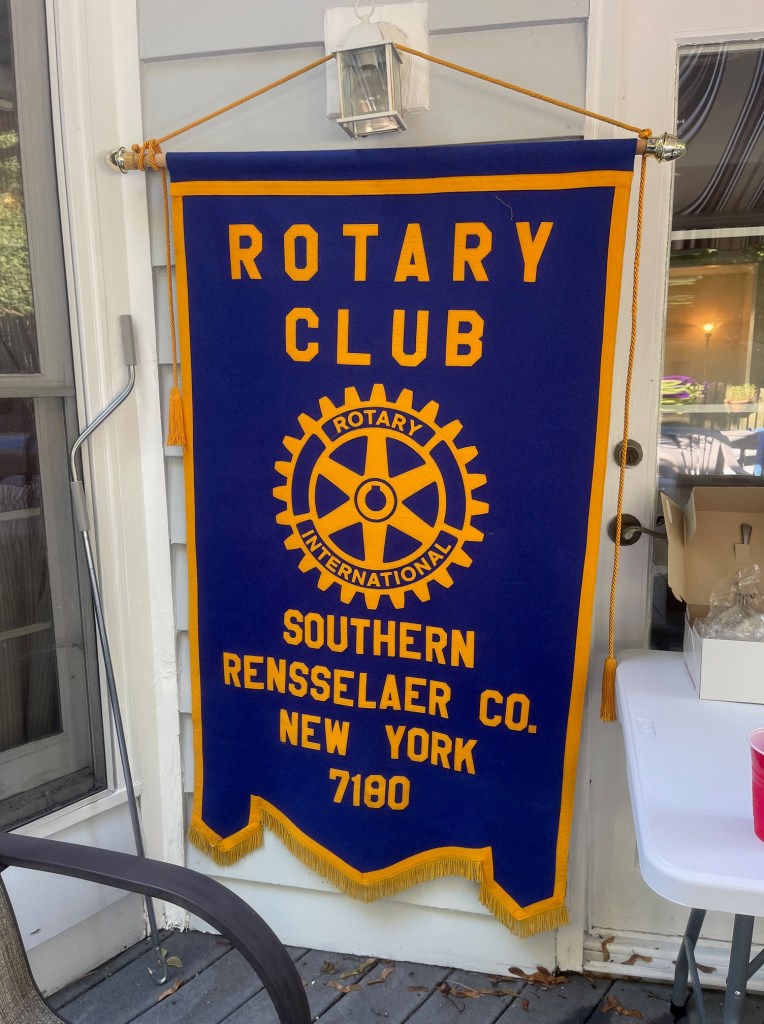 ROTARY
CLUB
ROTARY
INTERNATIONAL
SOUTHERN
RENSSELAER CO.
NEW YORK
7180